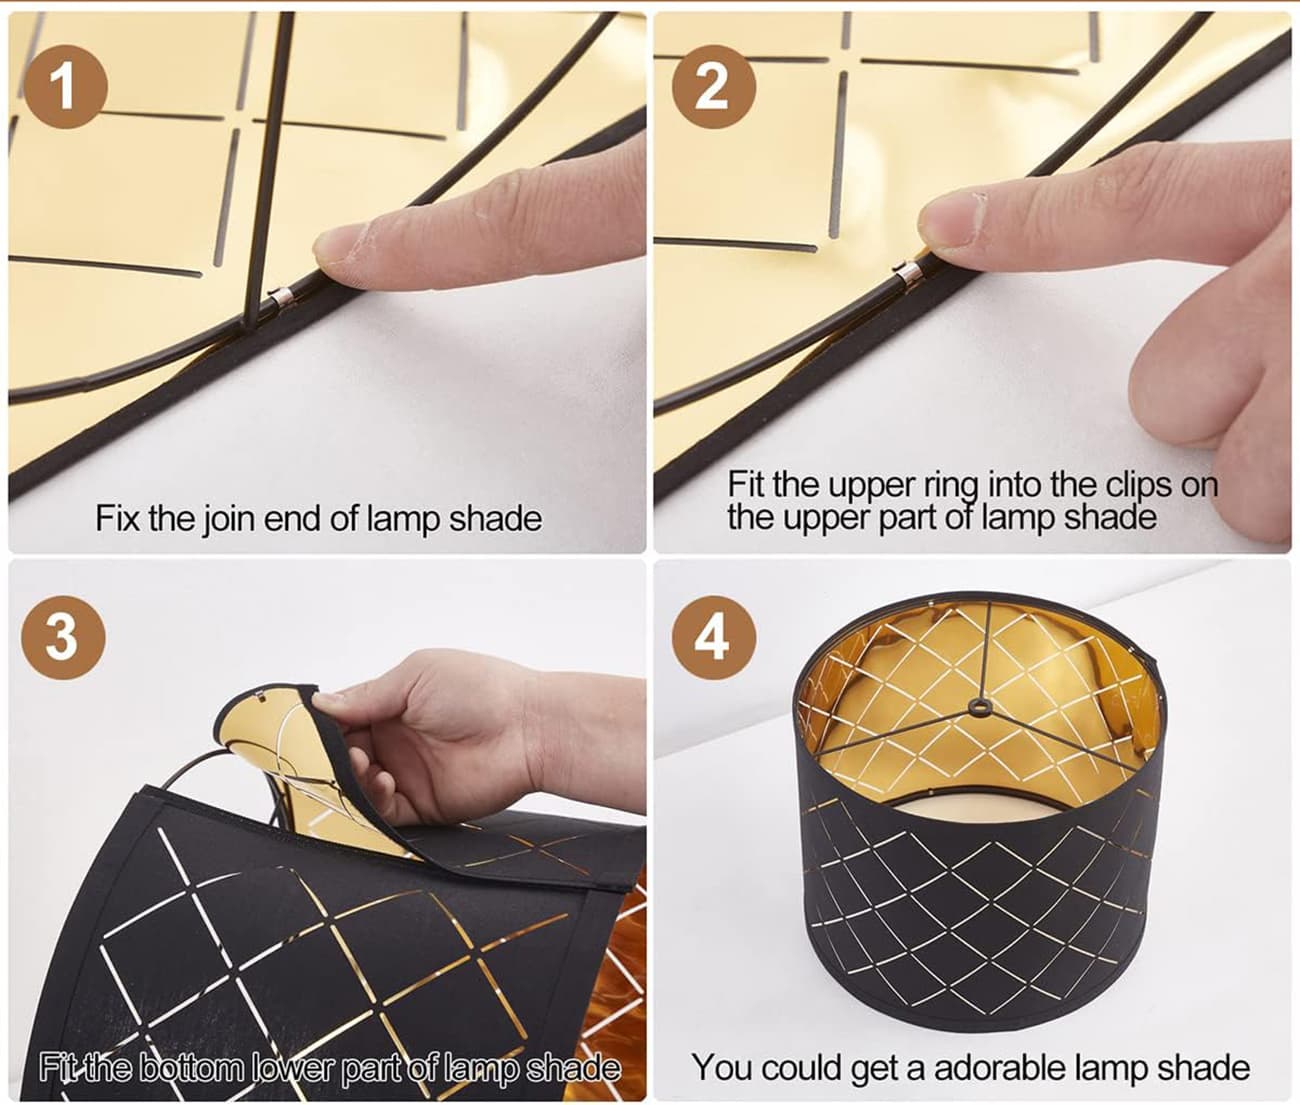 1
Fix the join end of lamp shade
2
Fit the upper ring into the clips on
the upper part of lamp shade
3
Fit the bottom lower part of lamp shade
4
You could get a adorable lamp shade